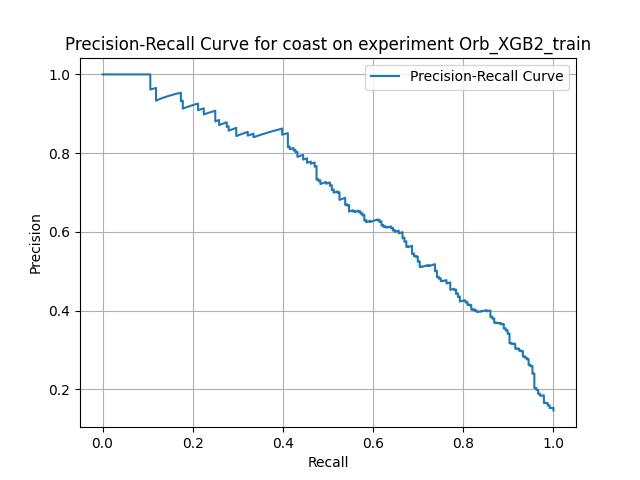 Precision-Recall Curve for coast on experiment Orb_XGB2_train
Precision-Recall Curve
1.0
0.8
0.6
0.4
0.2
Precision
0.0
0.2
0.4
0.6
0.8
1.0
Recall